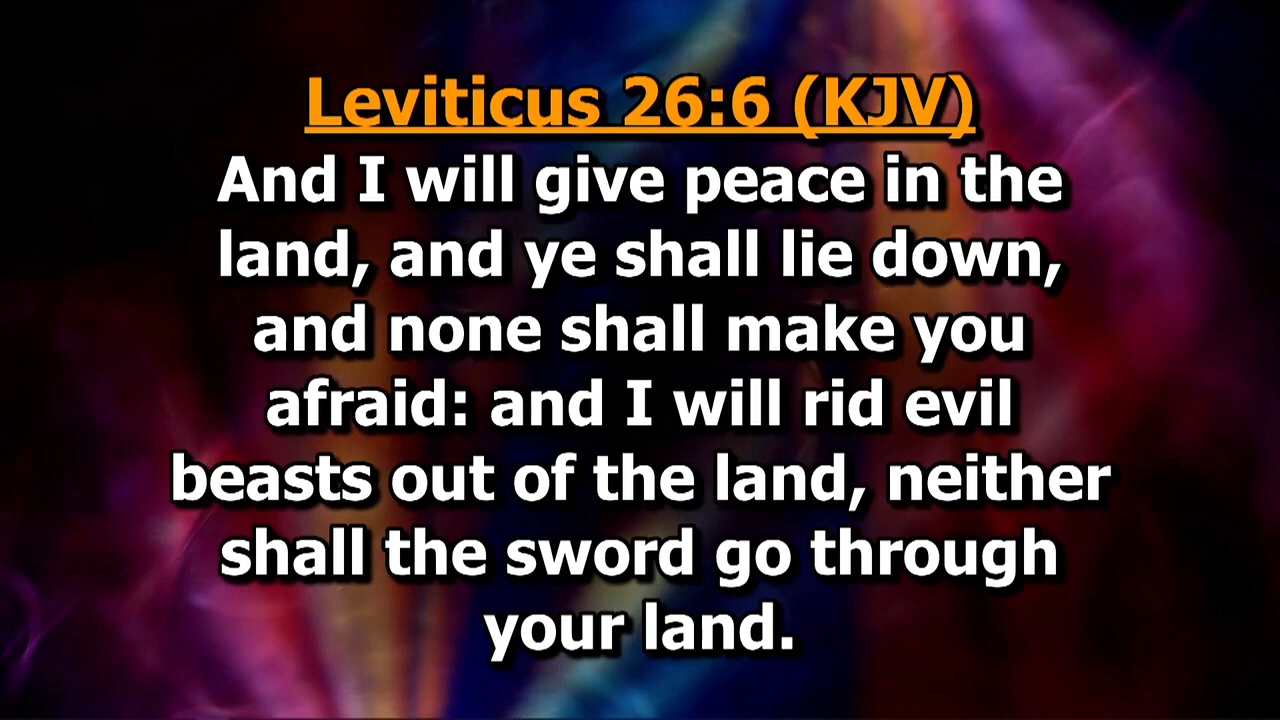 Leviticus 26:6 (KJV)
And I will give peace in the
land, and ye shall lie down,
and none shall make you
afraid: and I will rid evil
beasts out of the land, neither
shall the sword go through
your land.